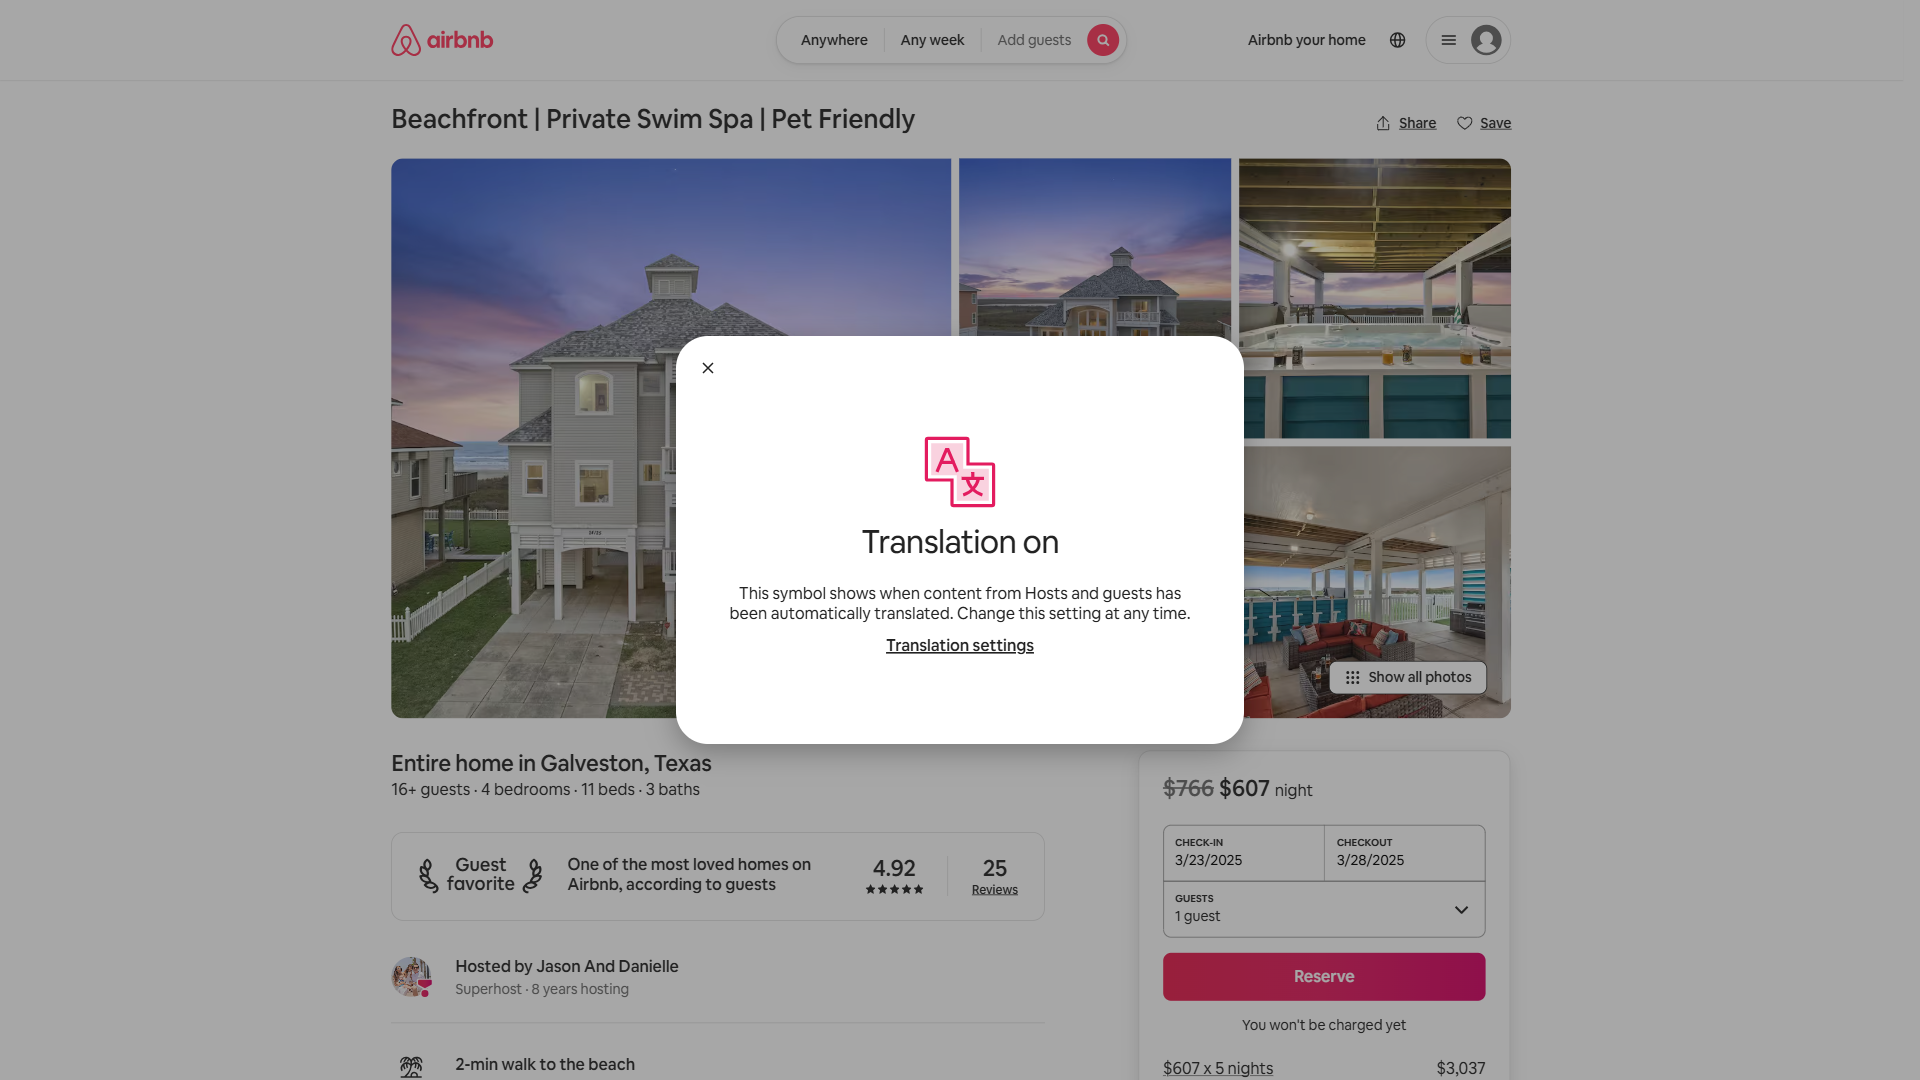 airbnb
Anywhere
Any week
Add guests
Airbnb your home
Beachfront | Private Swim Spa | Pet Friendly
Share
Save
A
文
Translation on
This symbol shows when content from Hosts and guests has
been automatically translated. Change this setting at any time.
Translation settings
Show all photos
Entire home in Galveston, Texas
16+ guests · 4 bedrooms · 11 beds · 3 baths
Guest
favorite
One of the most loved homes on
Airbnb, according to guests
4.92
25
Reviews
Hosted by Jason And Danielle
Superhost · 8 years hosting
2-min walk to the beach
$766 $607 night
CHECK-IN
3/23/2025
CHECKOUT
3/28/2025
GUESTS
1 guest
Reserve
You won't be charged yet
$607 x 5 nights
$3,037